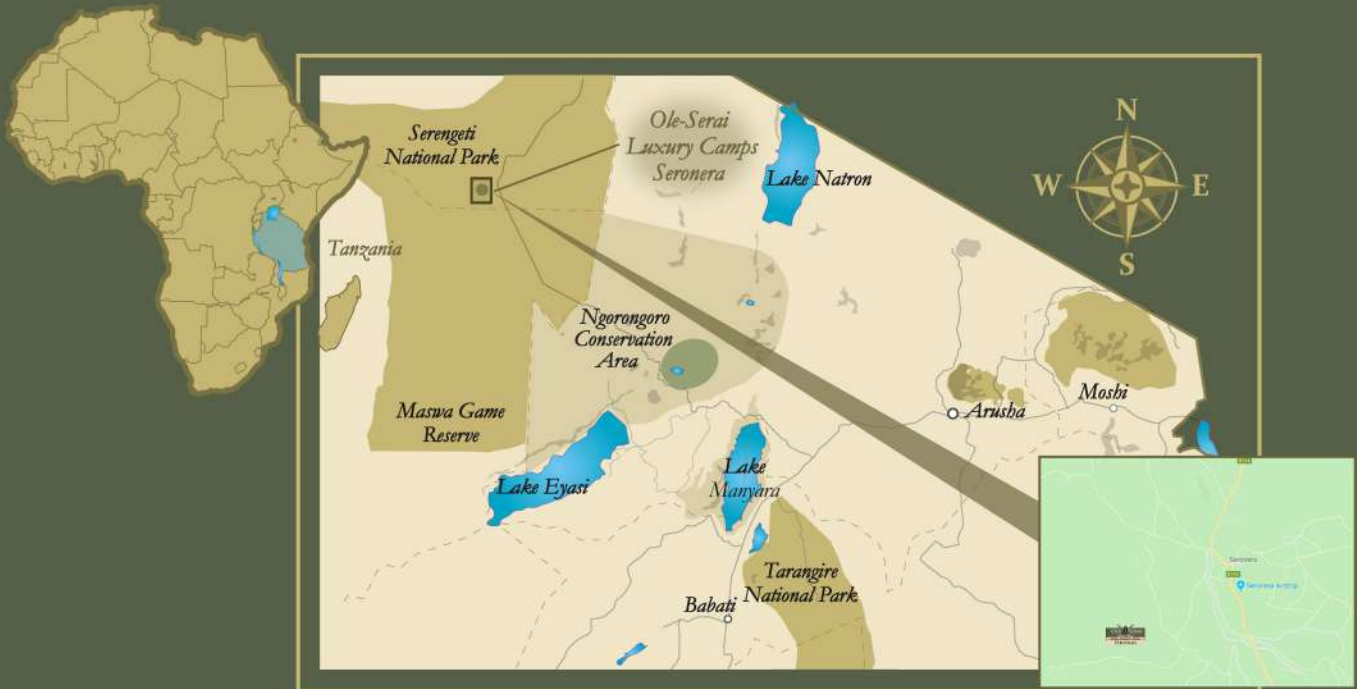 Serengeti
National Park
Ole-Serai
Luxury Camps
Seronera
Lake Natron
N
W
E
S
Tanzania
Ngorongoro
Conservation
Area
Maswa Game
Reserve
Arusha
Moshi
Lake Eyasi
Lake
Manyara
Tarangire
National Park
Babati
Seronera
Seronera Airstrip